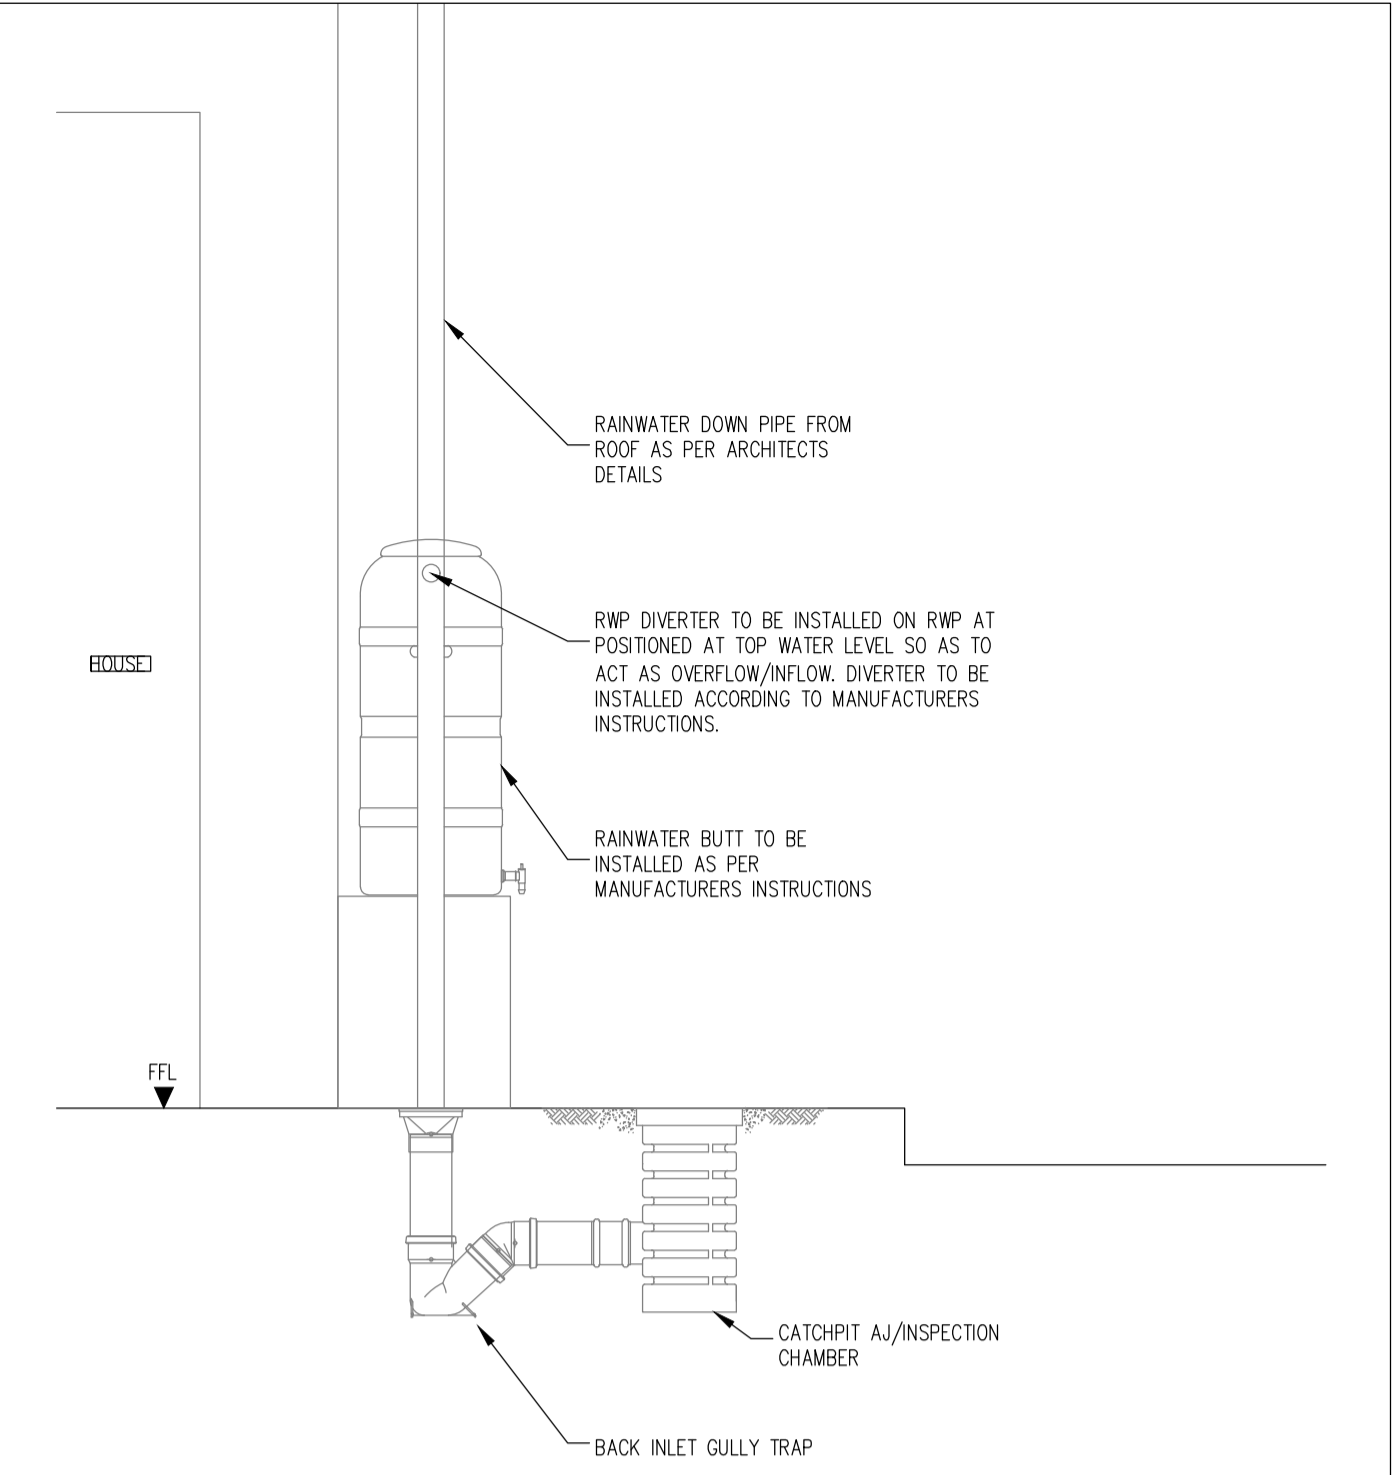 RAINWATER DOWN PIPE FROM
ROOF AS PER ARCHITECTS
DETAILS
RWP DIVERTER TO BE INSTALLED ON RWP AT
POSITIONED AT TOP WATER LEVEL SO AS TO
ACT AS OVERFLOW/INFLOW. DIVERTER TO BE
INSTALLED ACCORDING TO MANUFACTURERS
INSTRUCTIONS.
HOUSE
RAINWATER BUTT TO BE
INSTALLED AS PER
MANUFACTURERS INSTRUCTIONS
FFL
CATCHPIT AJ/INSPECTION
CHAMBER
BACK INLET GULLY TRAP